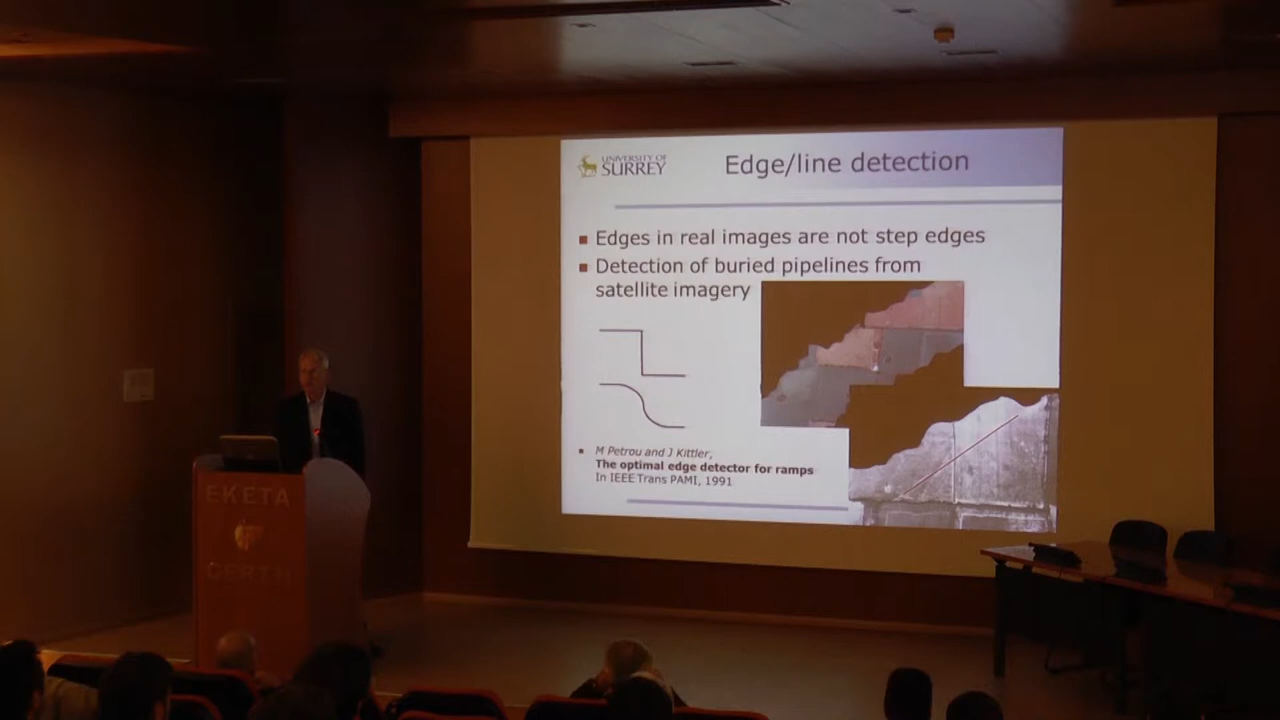 UNIVERSITY OF
SURREY
Edge/line detection
Edges in real images are not step edges
Detection of buried pipelines from
satellite imagery
M Petrou and J Kittler,
The optimal edge detector for ramps
In IEEE Trans PAMI, 1991
EKETA
CERTH